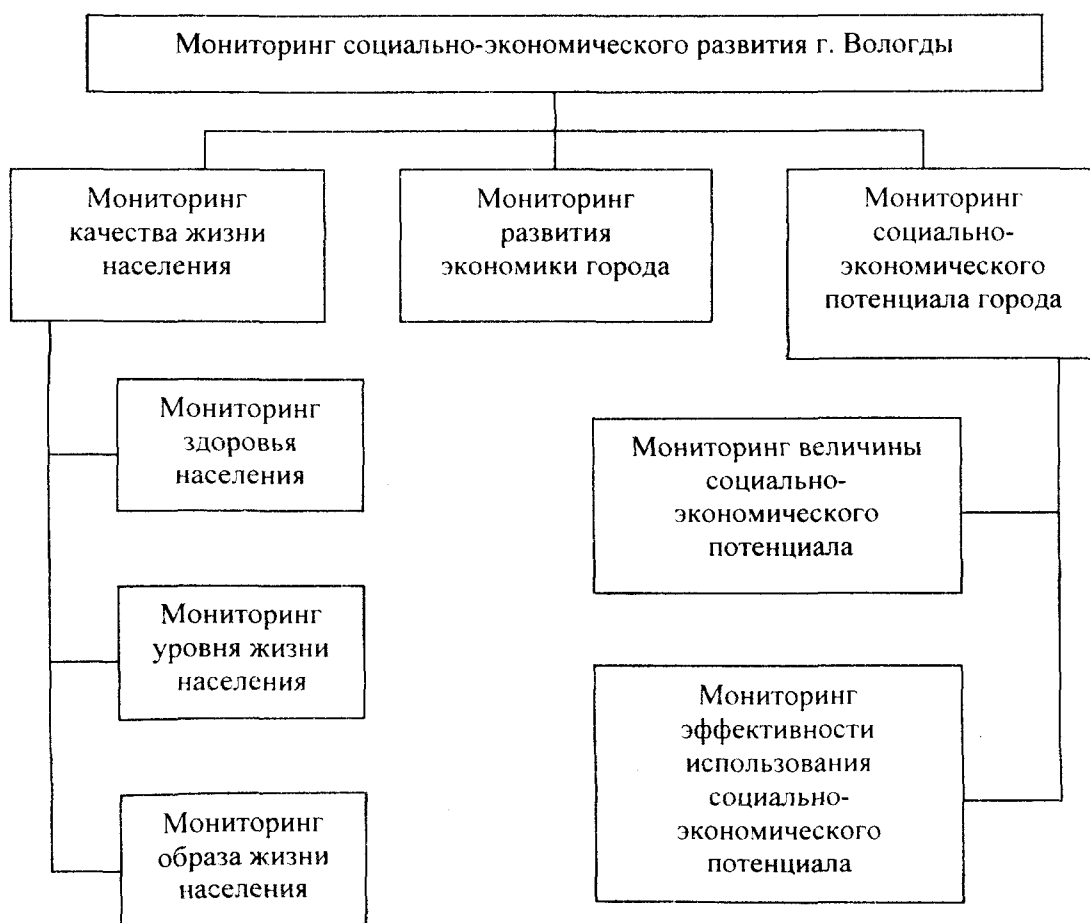 Мониторинг социально-экономического развития г. Вологды
Мониторинг
качества жизни
населения
Мониторинг
развития
экономики города
Мониторинг
социально-
экономического
потенциала города
Мониторинг
здоровья
населения
Мониторинг
уровня жизни
населения
Мониторинг
образа жизни
населения
Мониторинг величины
социально-
экономического
потенциала
Мониторинг
эффективности
использования
социально-
экономического
потенциала